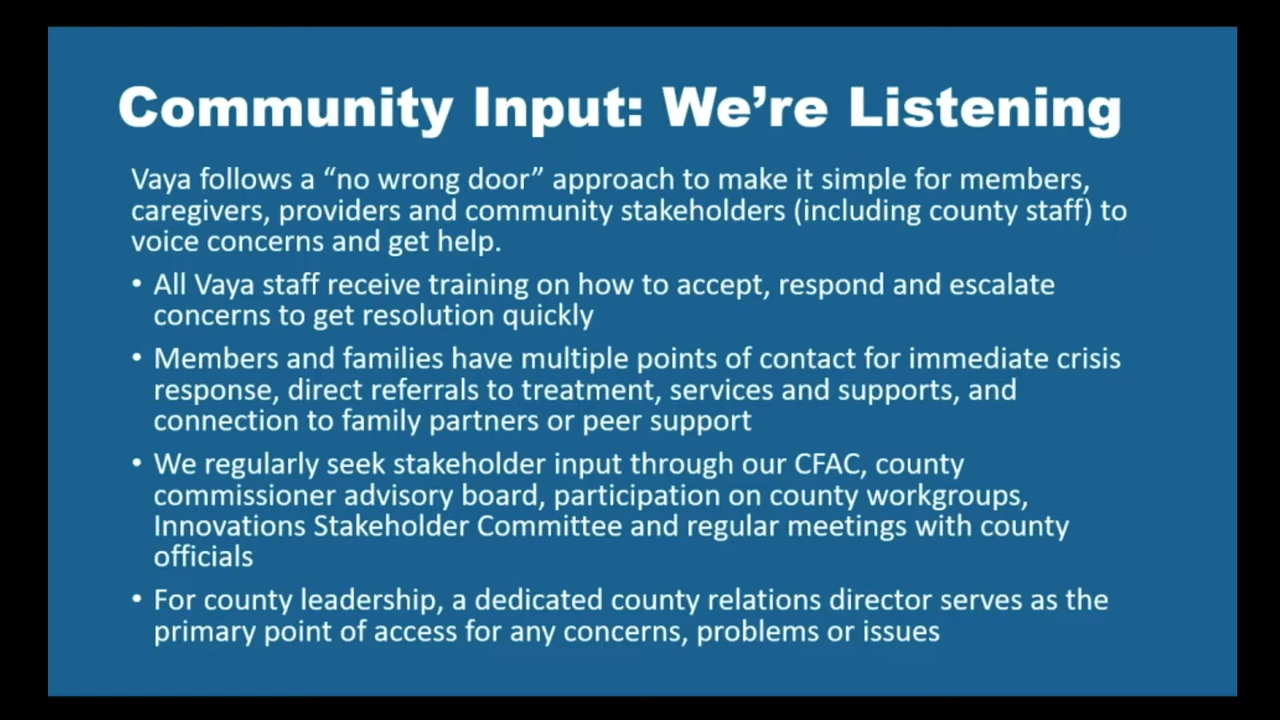 Community Input: We’re Listening
Vaya follows a “no wrong door” approach to make it simple for members,
caregivers, providers and community stakeholders (including county staff) to
voice concerns and get help.
• All Vaya staff receive training on how to accept, respond and escalate
concerns to get resolution quickly
• Members and families have multiple points of contact for immediate crisis
response, direct referrals to treatment, services and supports, and
connection to family partners or peer support
• We regularly seek stakeholder input through our CFAC, county
commissioner advisory board, participation on county workgroups,
Innovations Stakeholder Committee and regular meetings with county
officials
• For county leadership, a dedicated county relations director serves as the
primary point of access for any concerns, problems or issues